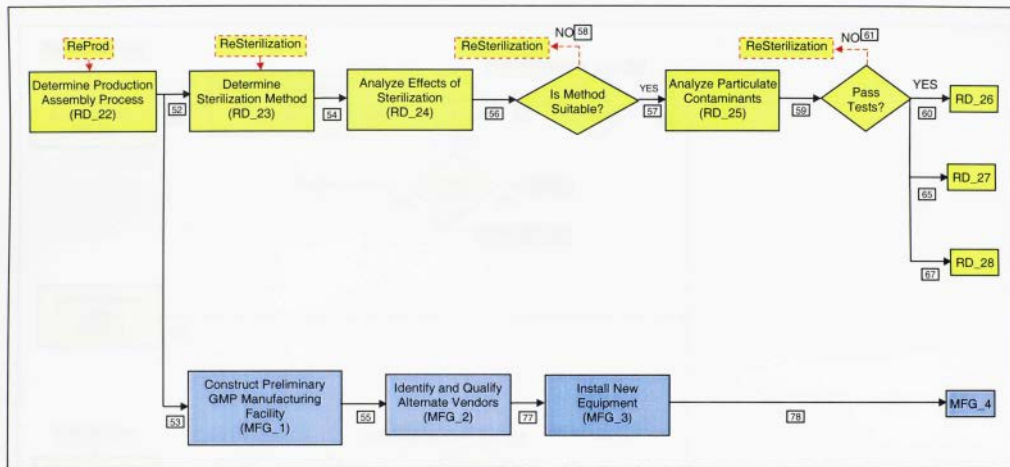 ReProd
ReSterilization
ReSterilization
NO 58
ReSterilization
NO 61
Determine Production
Assembly Process
(RD_22)
52
Determine
Sterilization Method
(RD_23)
54
Analyze Effects of
Sterilization
(RD_24)
56
Is Method
Suitable?
YES
57
Analyze Particulate
Contaminants
(RD_25)
59
Pass
Tests?
YES
60
RD_26
65
RD_27
67
RD_28
53
Construct Preliminary
GMP Manufacturing
Facility
(MFG_1)
55
Identify and Qualify
Alternate Vendors
(MFG_2)
77
Install New
Equipment
(MFG_3)
78
MFG_4